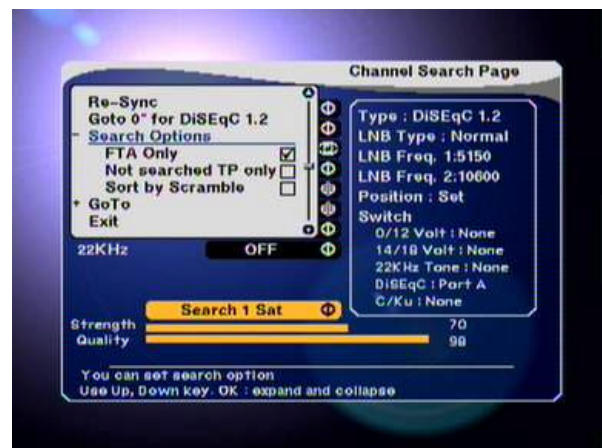 Channel Search Page
Re-Sync
Goto 0° for DiSEqC 1.2
- Search Options
FTA Only
Not searched TP only
Sort by Scramble
+ GoTo
Exit
22KHz OFF
Search 1 Sat
Strength 70
Quality 98
Type : DiSEqC 1.2
LNB Type : Normal
LNB Freq. 1:5150
LNB Freq. 2:10600
Position : Set
Switch
0/12 Volt : None
14/18 Volt : None
22KHz Tone : None
DiSEqC : Port A
C/Ku : None
You can set search option
Use Up, Down key. OK : expand and collapse